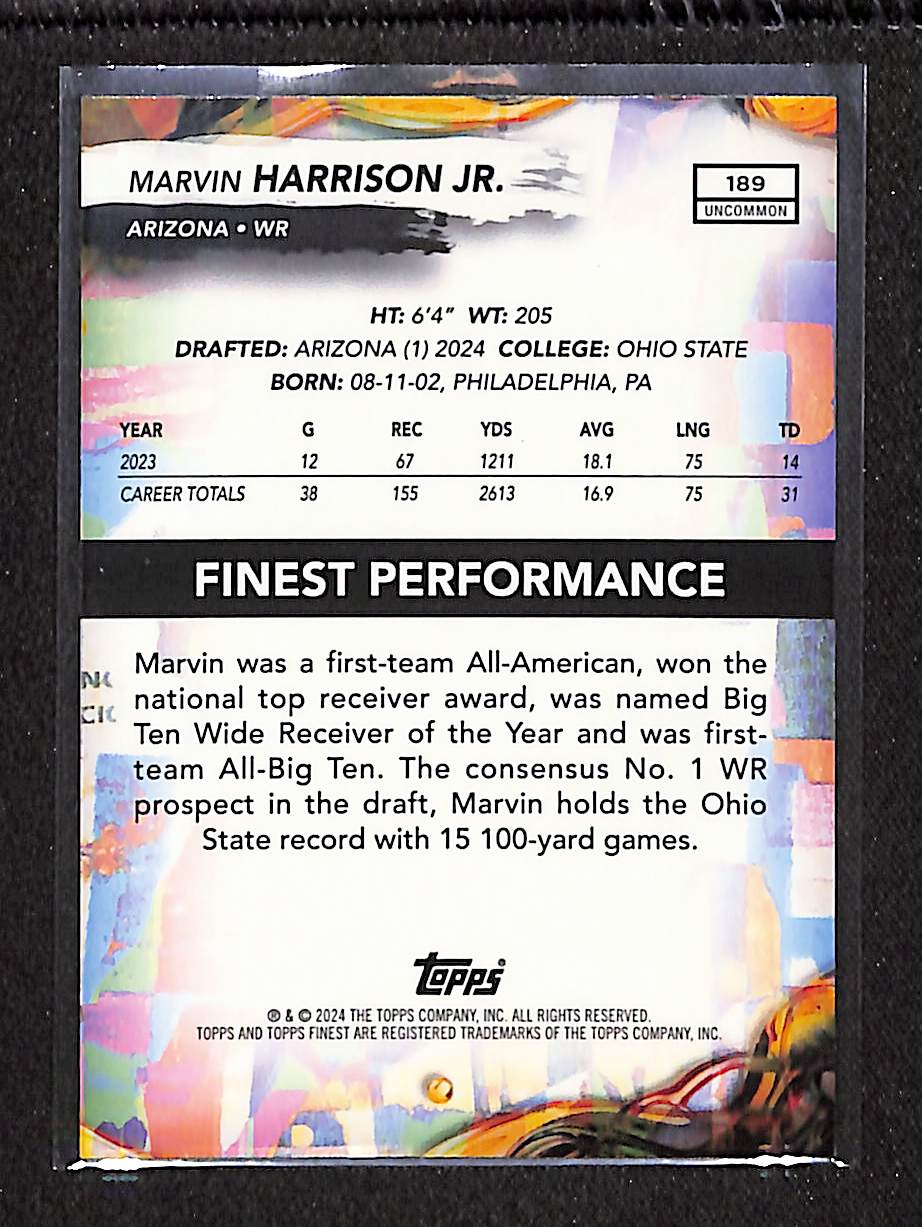 MARVIN HARRISON JR.
189
UNCOMMON
ARIZONA • WR
HT: 6'4" WT: 205
DRAFTED: ARIZONA (1) 2024 COLLEGE: OHIO STATE
BORN: 08-11-02, PHILADELPHIA, PA
YEAR G REC YDS AVG LNG TD
2023 12 67 1211 18.1 75 14
CAREER TOTALS 38 155 2613 16.9 75 31
FINEST PERFORMANCE
Marvin was a first-team All-American, won the
national top receiver award, was named Big
Ten Wide Receiver of the Year and was first-
team All-Big Ten. The consensus No. 1 WR
prospect in the draft, Marvin holds the Ohio
State record with 15 100-yard games.
Topps
® & © 2024 THE TOPPS COMPANY, INC. ALL RIGHTS RESERVED.
TOPPS AND TOPPS FINEST ARE REGISTERED TRADEMARKS OF THE TOPPS COMPANY, INC.